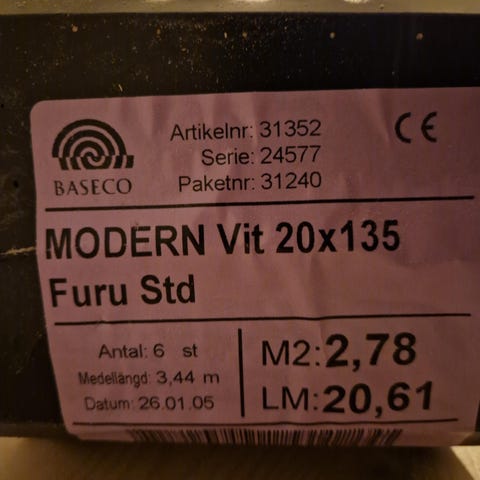 Artikelnr: 31352
CE
Serie: 24577
Paketnr: 31240
BASECO
MODERN Vit 20x135
Furu Std
Antal: 6 st
Medellängd: 3,44 m
Datum: 26.01.05
M2: 2,78
LM: 20,61